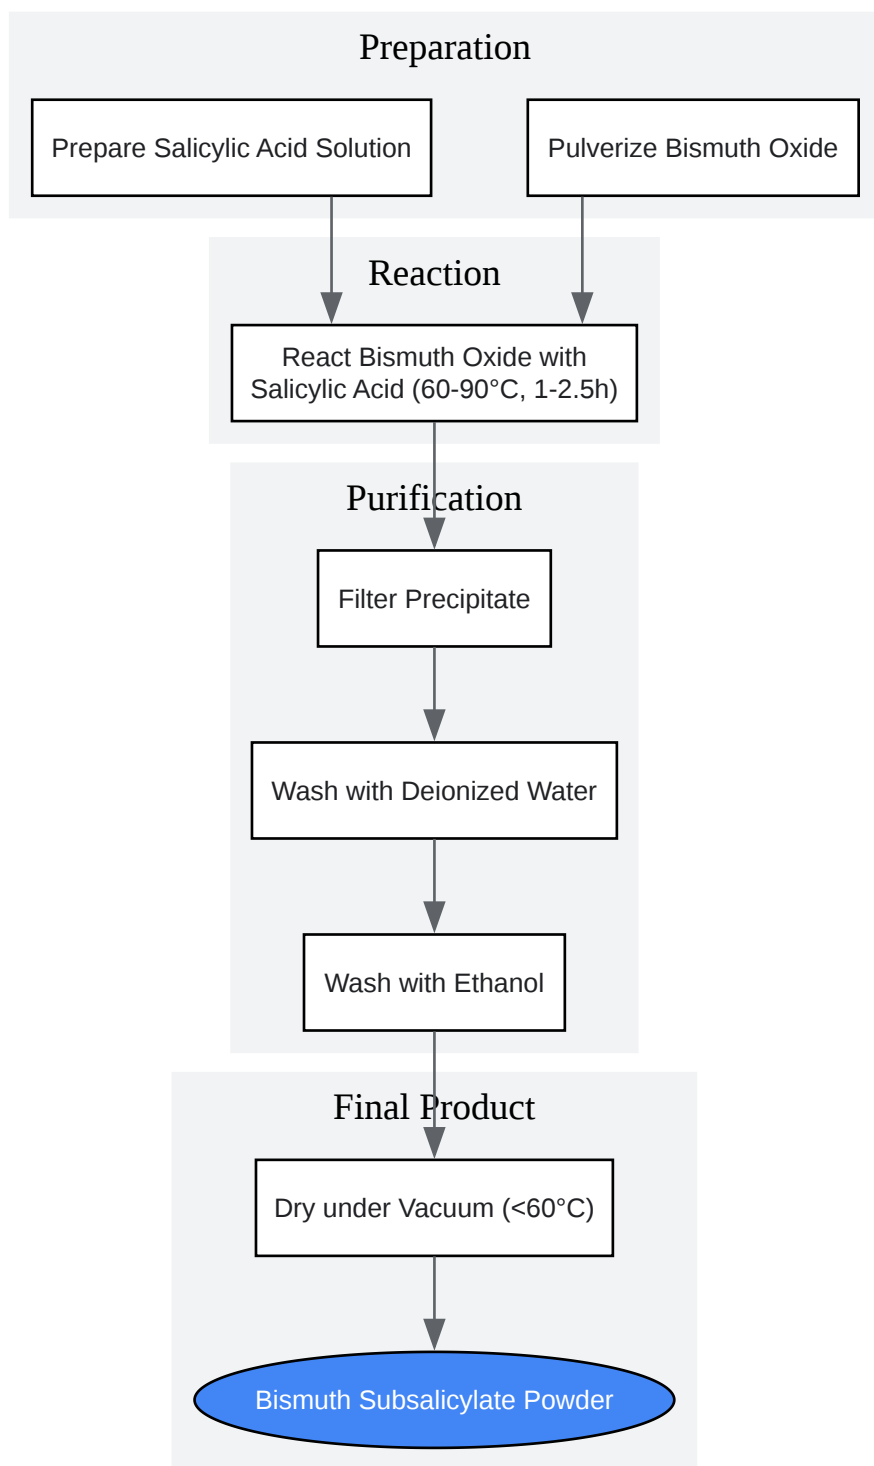 Preparation
Prepare Salicylic Acid Solution
Pulverize Bismuth Oxide
Reaction
React Bismuth Oxide with
Salicylic Acid (60-90°C, 1-2.5h)
Purification
Filter Precipitate
Wash with Deionized Water
Wash with Ethanol
Final Product
Dry under Vacuum (<60°C)
Bismuth Subsalicylate Powder